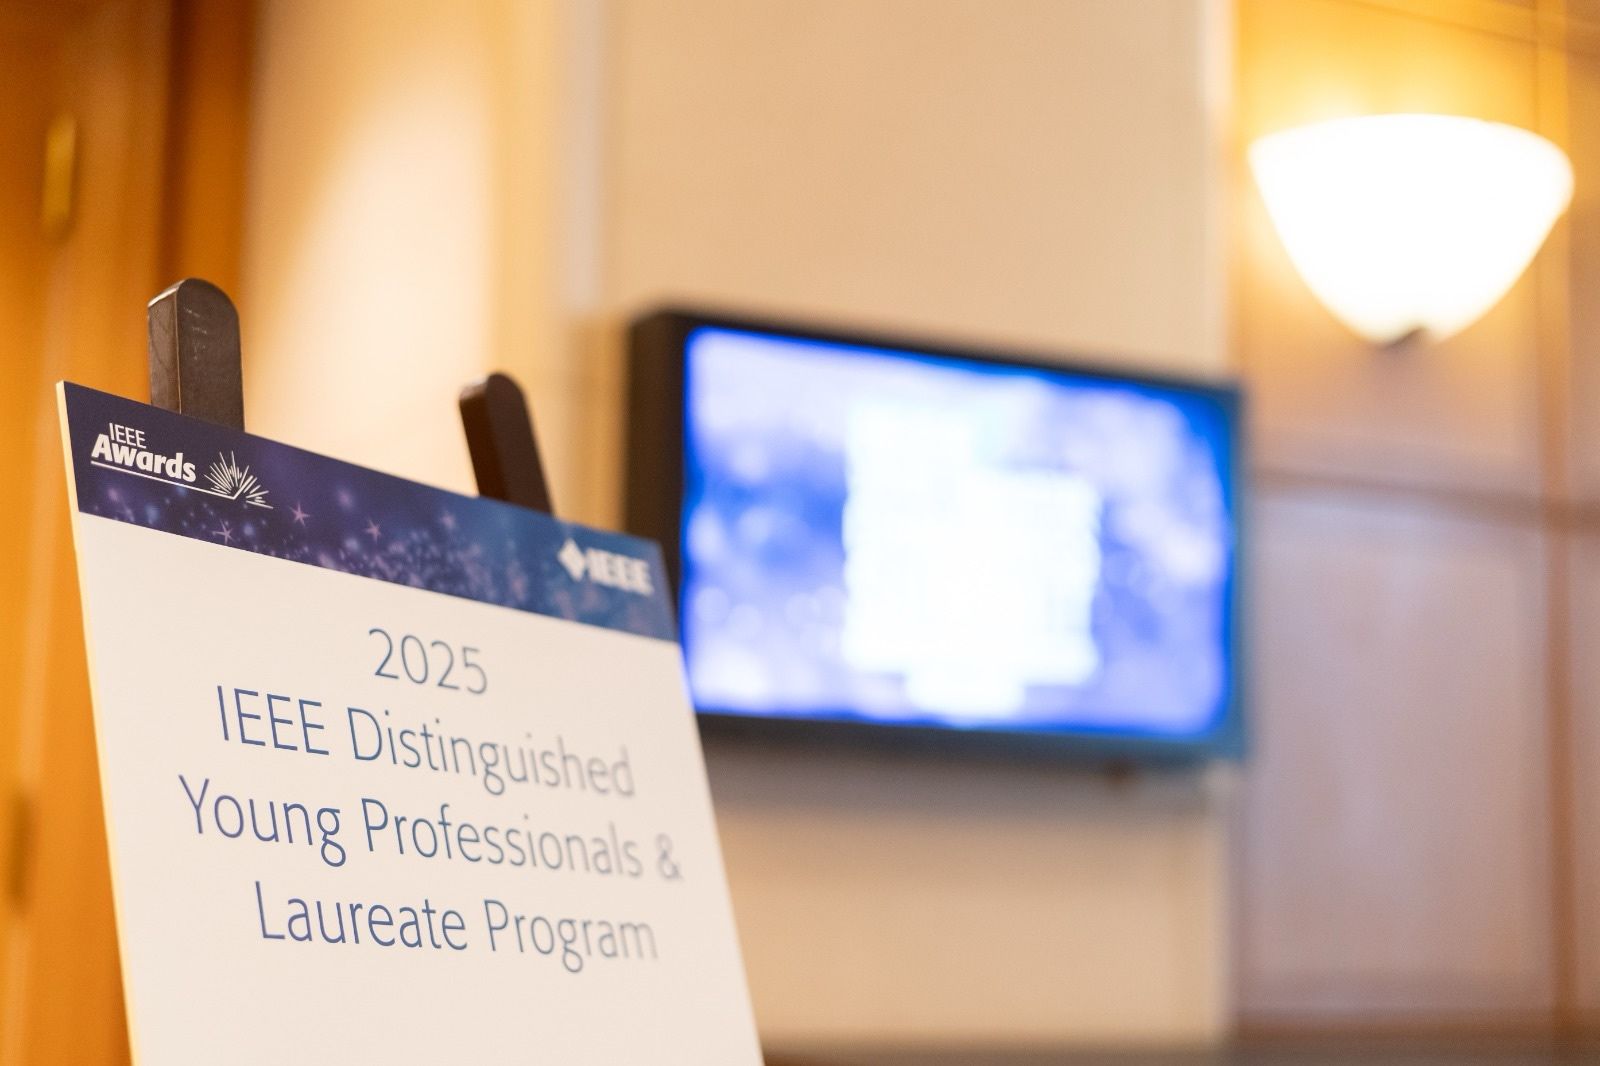 IEEE
Awards
IEEE
2025
IEEE Distinguished
Young Professionals &
Laureate Program